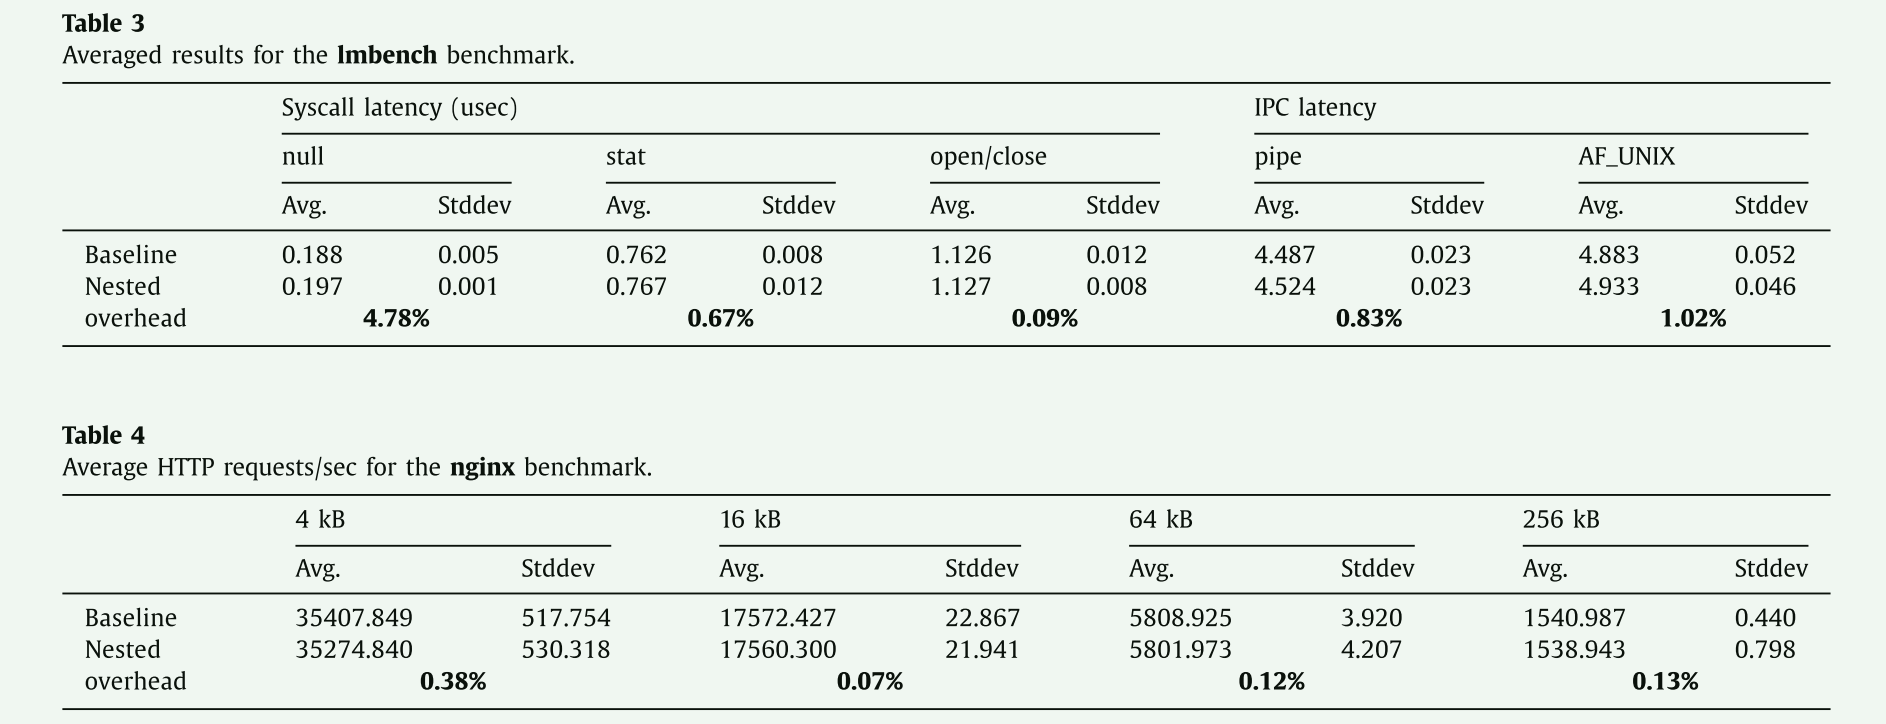 Table 3
Averaged results for the lmbench benchmark.
Syscall latency (usec) IPC latency
null stat open/close pipe AF_UNIX
Avg. Stddev Avg. Stddev Avg. Stddev Avg. Stddev Avg. Stddev
Baseline 0.188 0.005 0.762 0.008 1.126 0.012 4.487 0.023 4.883 0.052
Nested 0.197 0.001 0.767 0.012 1.127 0.008 4.524 0.023 4.933 0.046
overhead 4.78% 0.67% 0.09% 0.83% 1.02%
Table 4
Average HTTP requests/sec for the nginx benchmark.
4 kB 16 kB 64 kB 256 kB
Avg. Stddev Avg. Stddev Avg. Stddev Avg. Stddev
Baseline 35407.849 517.754 17572.427 22.867 5808.925 3.920 1540.987 0.440
Nested 35274.840 530.318 17560.300 21.941 5801.973 4.207 1538.943 0.798
overhead 0.38% 0.07% 0.12% 0.13%